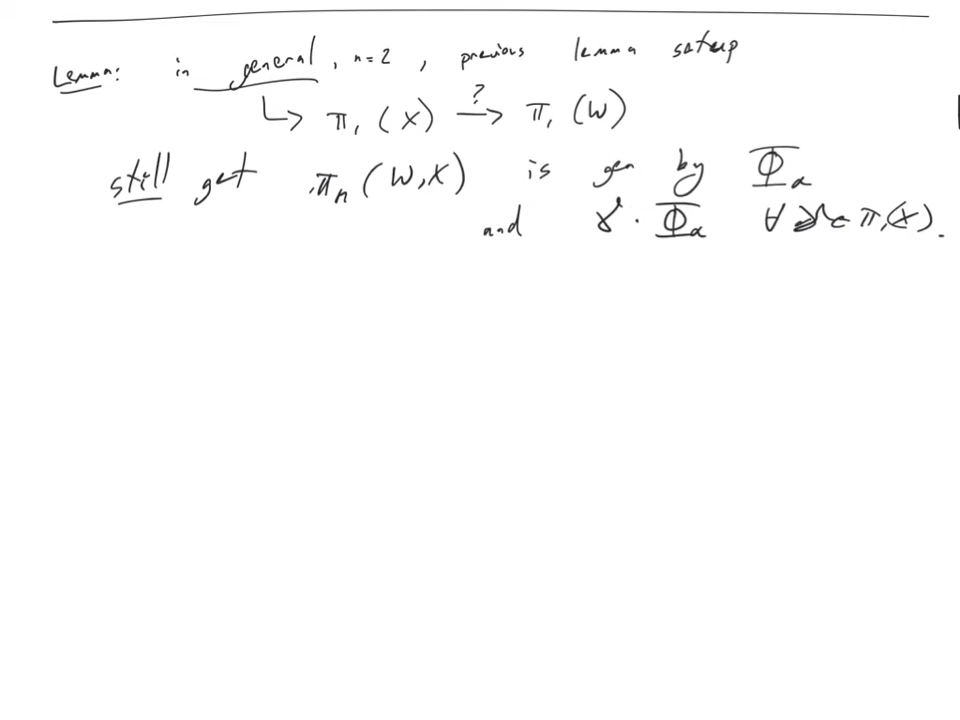 Lemma: in general, n=2, previous lemma setup
↳ π₁(X) →? π₁(W)
still get πₙ(W,X) is gen by Φ_α
and γ·Φ_α ∀ γ ∈ π₁(X).